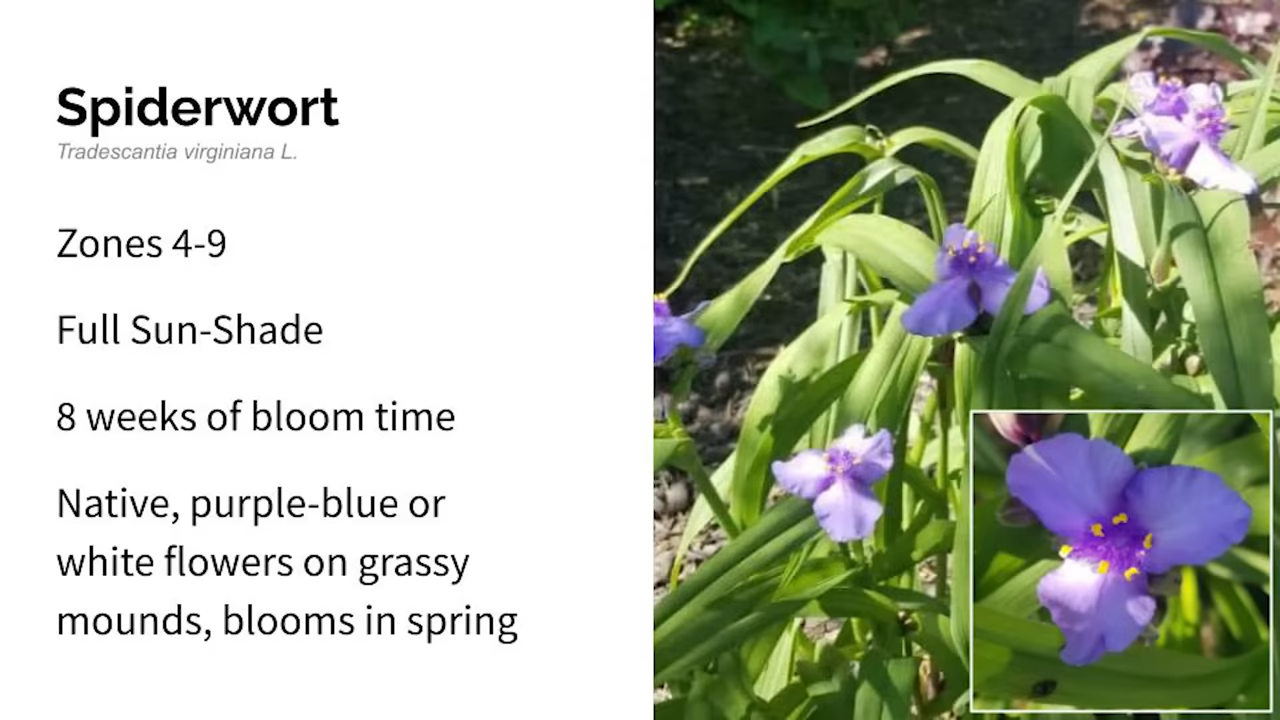 Spiderwort
Tradescantia virginiana L.
Zones 4-9
Full Sun-Shade
8 weeks of bloom time
Native, purple-blue or
white flowers on grassy
mounds, blooms in spring